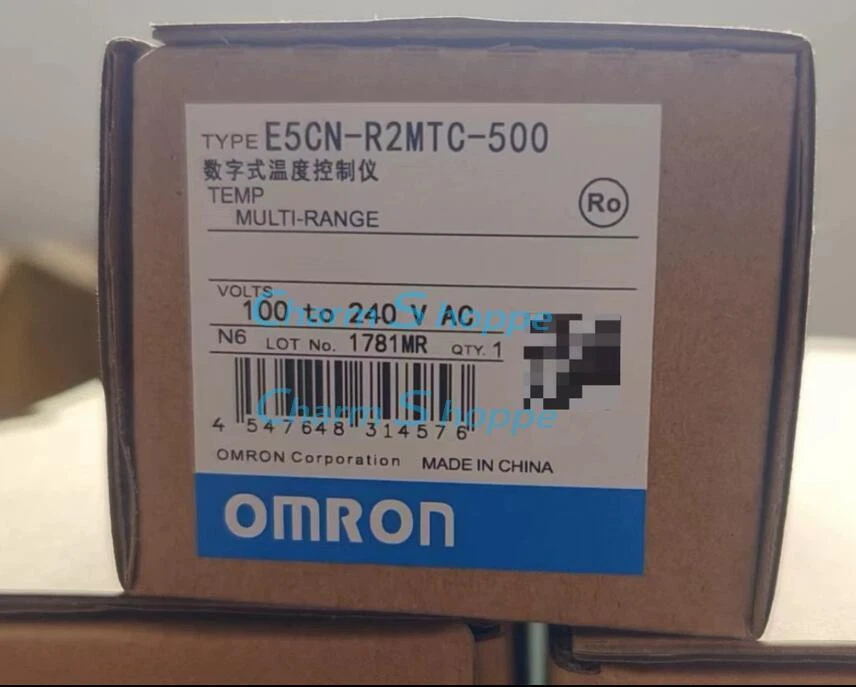 TYPE E5CN-R2MTC-500
数字式温度控制仪
TEMP
MULTI-RANGE
Ro
VOLTS
100 to 240 V AC
Charm Shoppe
N6 LOT No. 1781MR QTY. 1
Charm Shoppe
4 547648 314576
OMRON Corporation MADE IN CHINA
OMRON